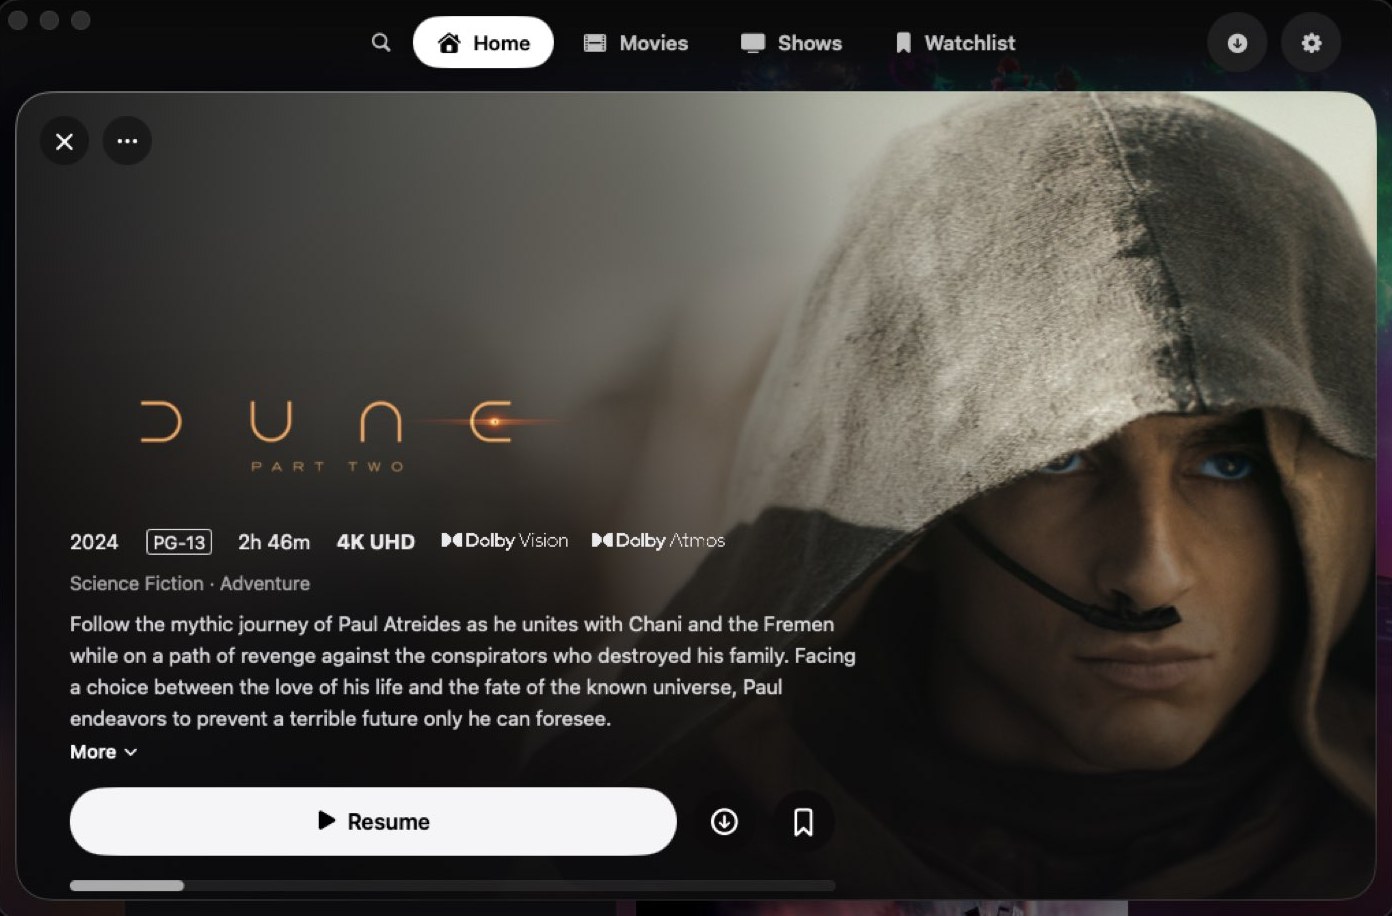 Home
Movies
Shows
Watchlist
DUNE
PART TWO
2024 PG-13 2h 46m 4K UHD Dolby Vision Dolby Atmos
Science Fiction · Adventure
Follow the mythic journey of Paul Atreides as he unites with Chani and the Fremen
while on a path of revenge against the conspirators who destroyed his family. Facing
a choice between the love of his life and the fate of the known universe, Paul
endeavors to prevent a terrible future only he can foresee.
More
Resume